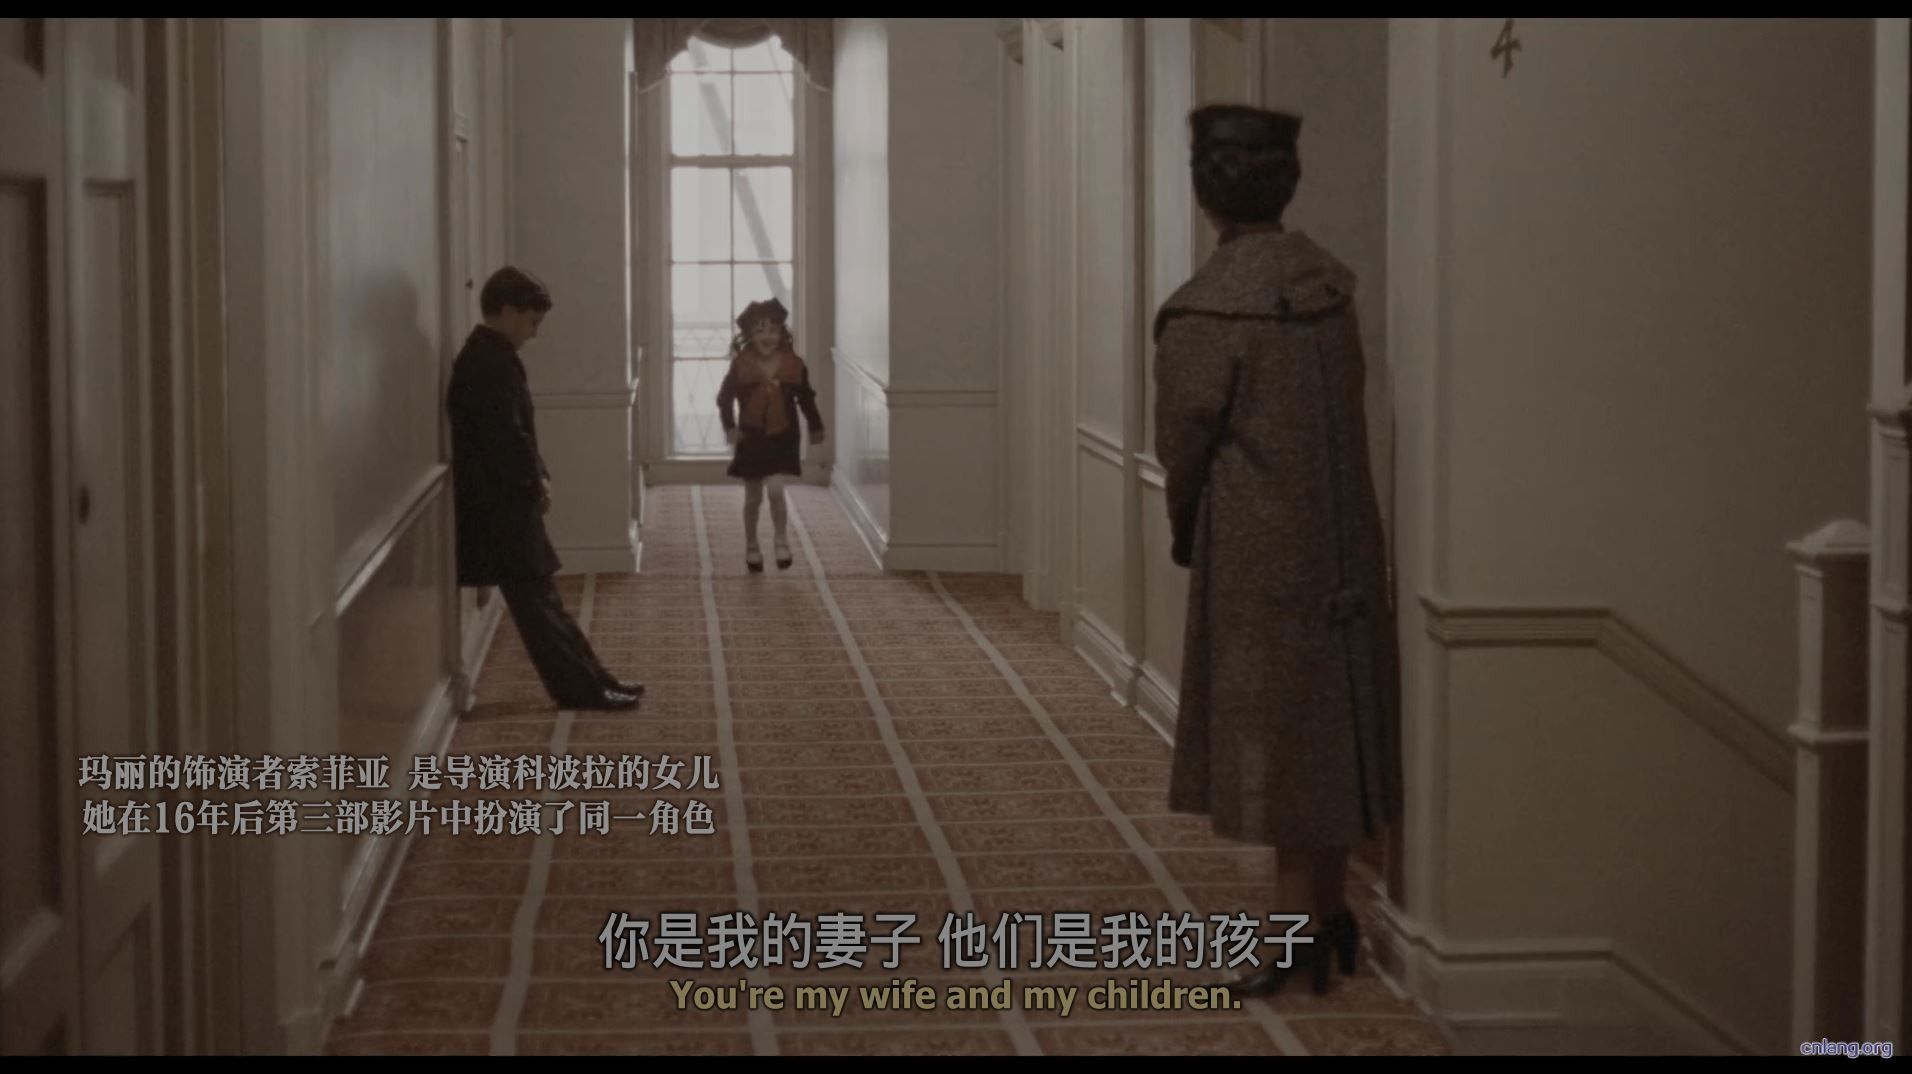 4
玛丽的饰演者索菲亚 是导演科波拉的女儿
她在16年后第三部影片中扮演了同一角色
你是我的妻子 他们是我的孩子
You're my wife and my children.
cnlang.org